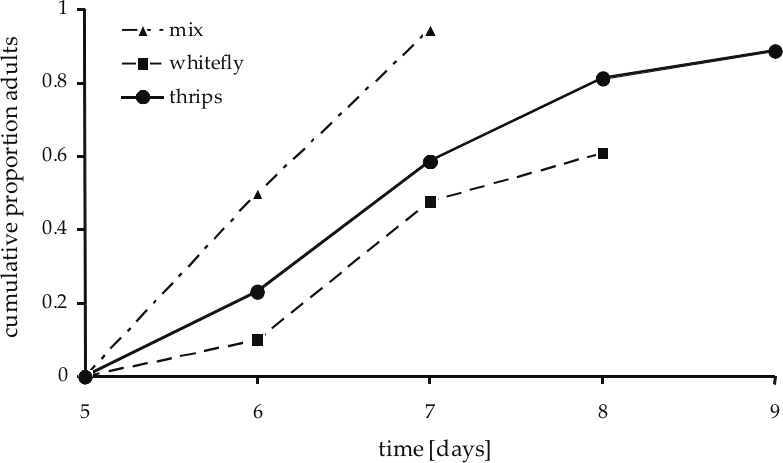 cumulative proportion adults
1
0.8
0.6
0.4
0.2
0
mix
whitefly
thrips
5 6 7 8 9
time [days]